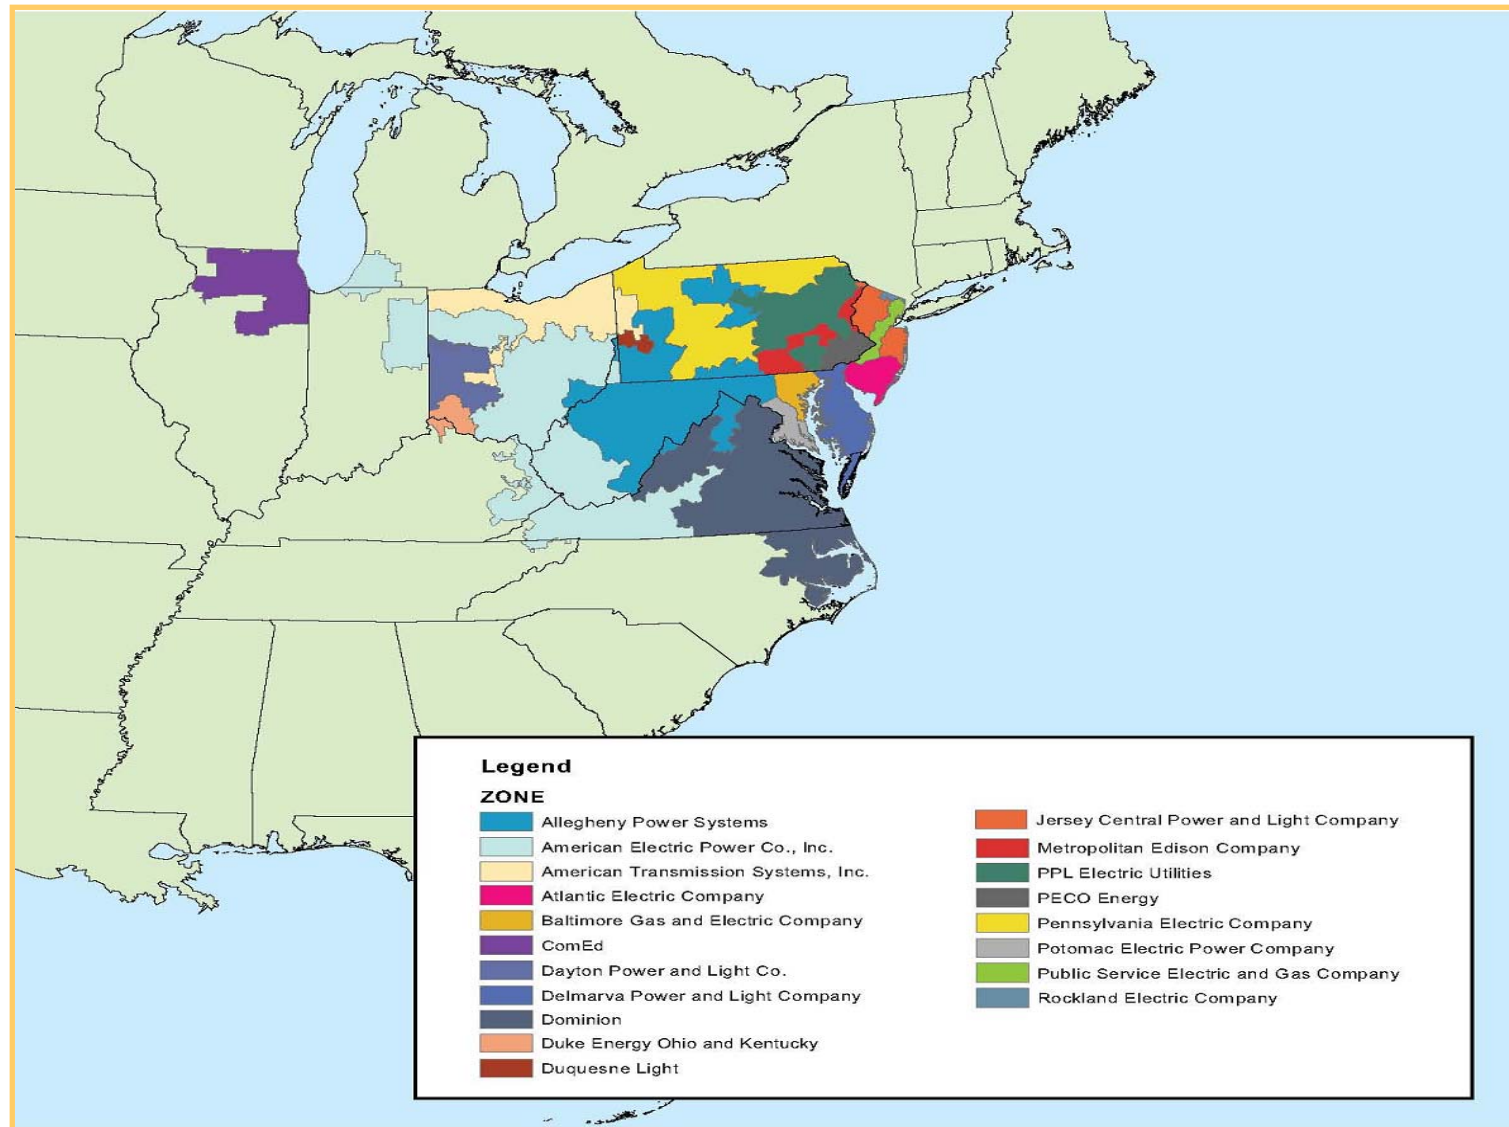 Legend
ZONE
Allegheny Power Systems
American Electric Power Co., Inc.
American Transmission Systems, Inc.
Atlantic Electric Company
Baltimore Gas and Electric Company
ComEd
Dayton Power and Light Co.
Delmarva Power and Light Company
Dominion
Duke Energy Ohio and Kentucky
Duquesne Light
Jersey Central Power and Light Company
Metropolitan Edison Company
PPL Electric Utilities
PECO Energy
Pennsylvania Electric Company
Potomac Electric Power Company
Public Service Electric and Gas Company
Rockland Electric Company